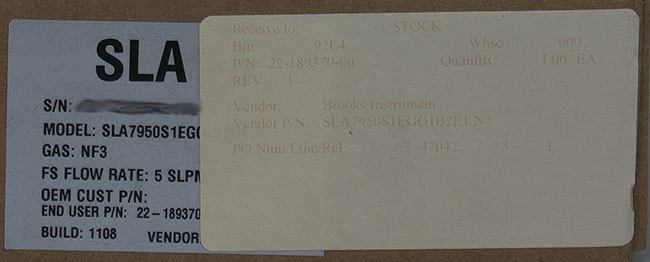 SLA
S/N:
MODEL: SLA7950S1EGG
GAS: NF3
FS FLOW RATE: 5 SLPM
OEM CUST P/N:
END USER P/N: 22-189370
BUILD: 1108 VENDOR
Receive to: STOCK
Bin: 92L4 Whse: 000
P/N 22-189370-00 Quantity 1.00 EA
REV: 1
Vendor: Brooks Instrument
Vendor P/N: SLA7950S1EGG1B2E1N*
PO Num/Line/Rel. 47042 / 1 / 1